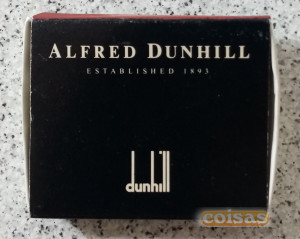 ALFRED DUNHILL
ESTABLISHED 1893
dunhill
coisas